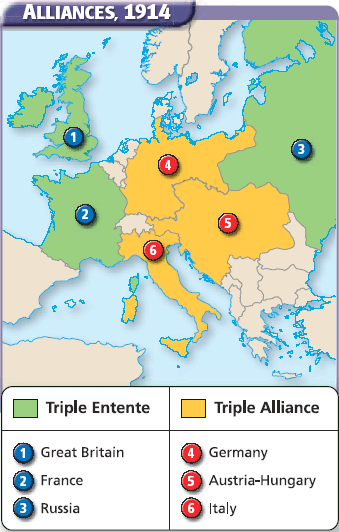 ALLIANCES, 1914
1
2
3
4
5
6
Triple Entente
Triple Alliance
1 Great Britain
2 France
3 Russia
4 Germany
5 Austria-Hungary
6 Italy